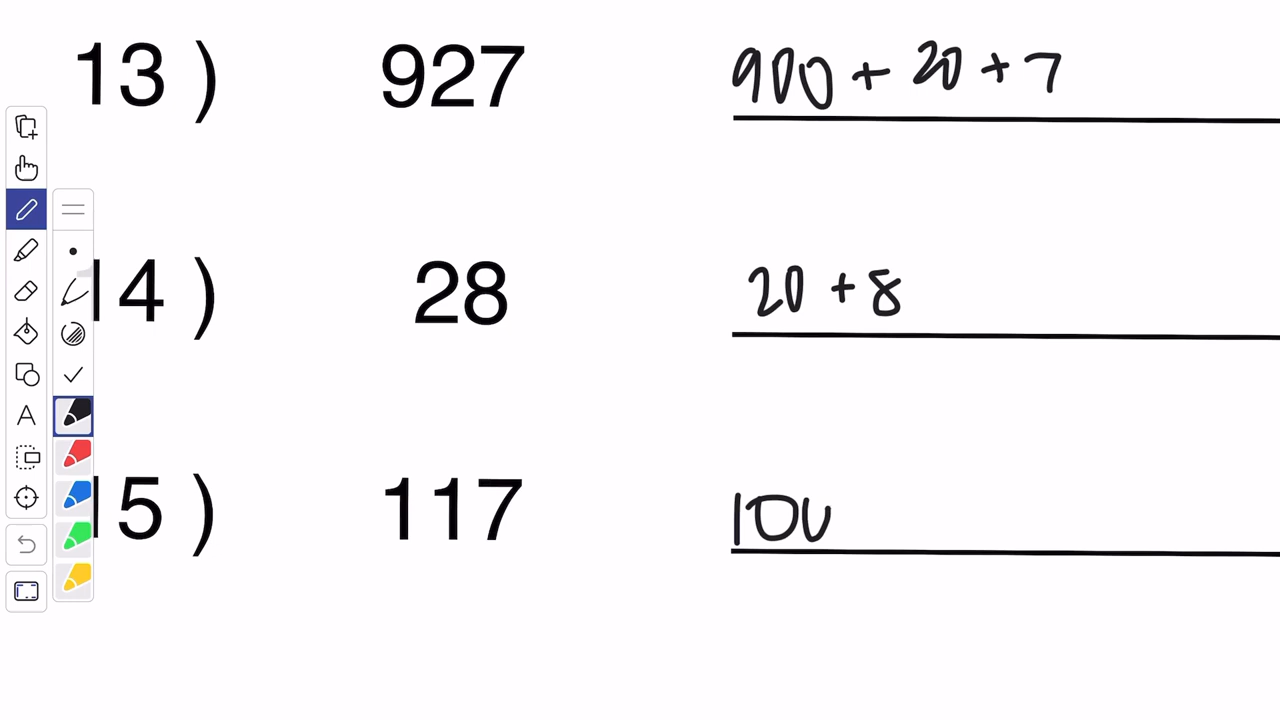 13 ) 927 900 + 20 + 7
14 ) 28 20 + 8
15 ) 117 100
A